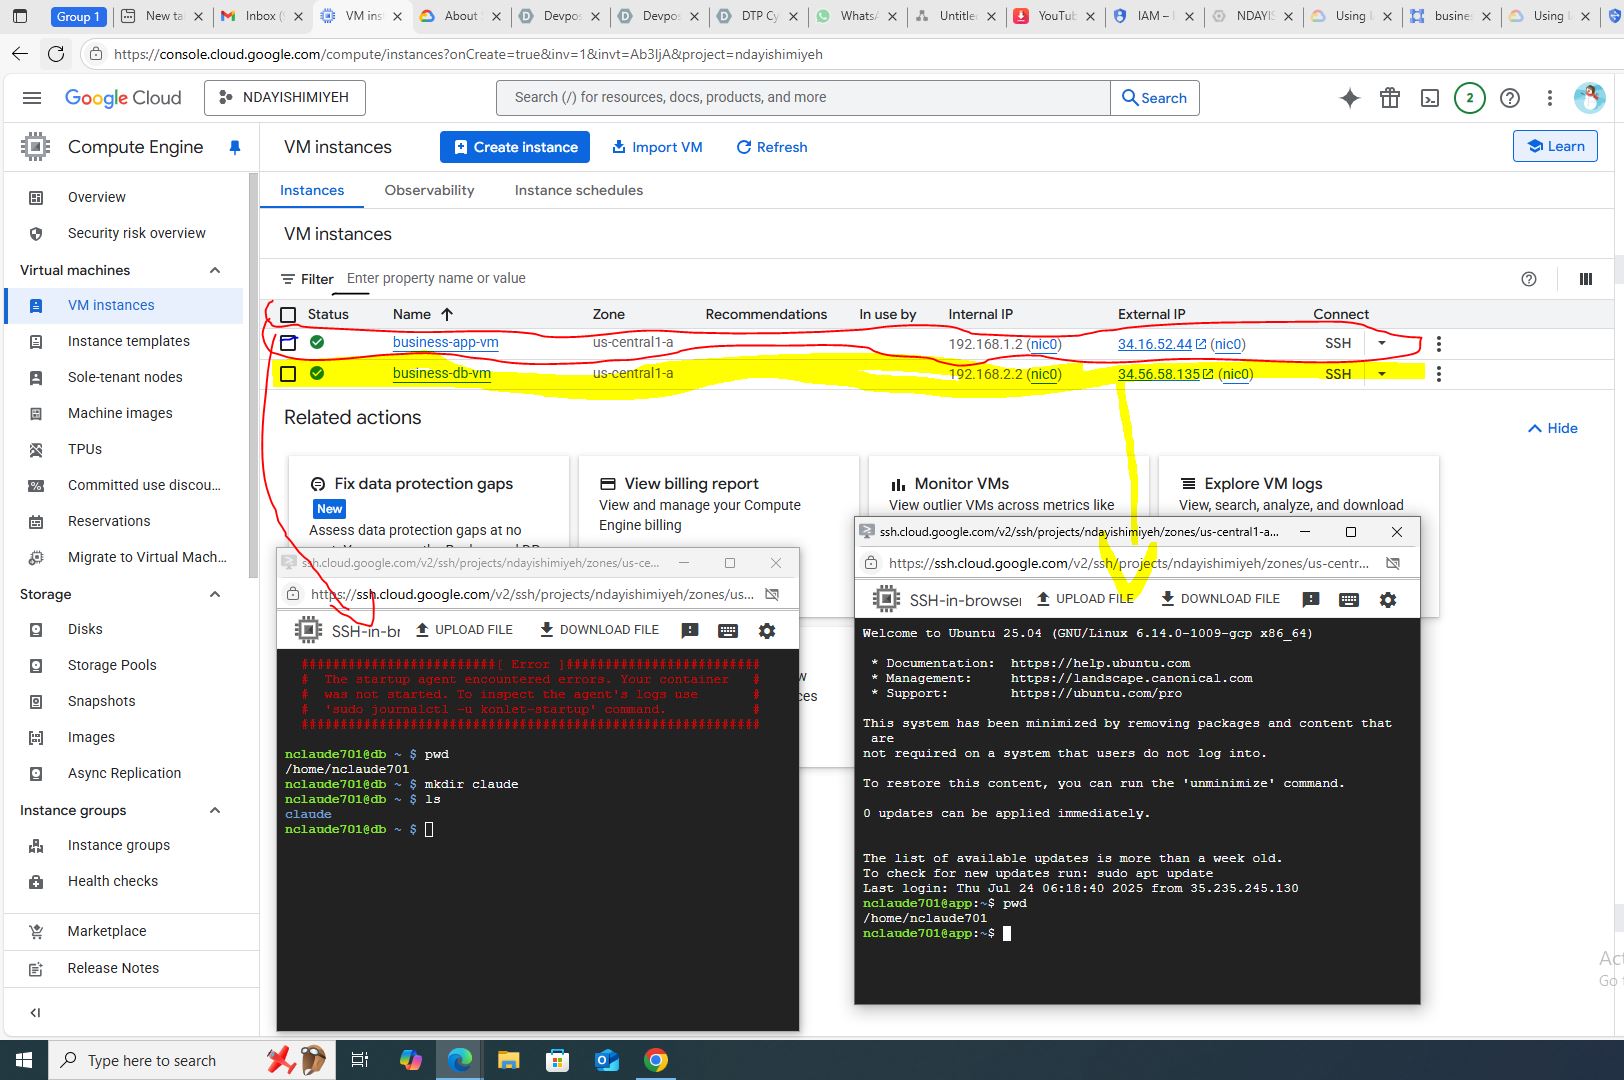 Group 1
New ta
Inbox (
VM inst
About
Devpos
Devpos
DTP Cy
WhatsA
Untitle
YouTub
IAM –
NDAYIS
Using L
busine
Using L
https://console.cloud.google.com/compute/instances?onCreate=true&inv=1&invt=Ab3IjA&project=ndayishimiyeh
Google Cloud
NDAYISHIMIYEH
Search (/) for resources, docs, products, and more
Search
2
Compute Engine
VM instances
Create instance
Import VM
Refresh
Learn
Instances
Observability
Instance schedules
Overview
Security risk overview
Virtual machines
VM instances
Instance templates
Sole-tenant nodes
Machine images
TPUs
Committed use discou...
Reservations
Migrate to Virtual Mach...
Storage
Disks
Storage Pools
Snapshots
Images
Async Replication
Instance groups
Instance groups
Health checks
Marketplace
Release Notes
VM instances
Filter Enter property name or value
Status Name Zone Recommendations In use by Internal IP External IP Connect
business-app-vm us-central1-a 192.168.1.2 (nic0) 34.16.52.44 (nic0) SSH
business-db-vm us-central1-a 192.168.2.2 (nic0) 34.56.58.135 (nic0) SSH
Related actions
Hide
Fix data protection gaps
New
Assess data protection gaps at no
View billing report
View and manage your Compute
Engine billing
Monitor VMs
View outlier VMs across metrics like
Explore VM logs
View, search, analyze, and download
ssh.cloud.google.com/v2/ssh/projects/ndayishimiyeh/zones/us-ce...
https://ssh.cloud.google.com/v2/ssh/projects/ndayishimiyeh/zones/us...
SSH-in-br
UPLOAD FILE
DOWNLOAD FILE
##########################[ Error ]##########################
# The startup agent encountered errors. Your container #
# was not started. To inspect the agent's logs use #
# 'sudo journalctl -u konlet-startup' command. #
#############################################################
nclaude701@db ~ $ pwd
/home/nclaude701
nclaude701@db ~ $ mkdir claude
nclaude701@db ~ $ ls
claude
nclaude701@db ~ $
ssh.cloud.google.com/v2/ssh/projects/ndayishimiyeh/zones/us-central1-a...
https://ssh.cloud.google.com/v2/ssh/projects/ndayishimiyeh/zones/us-centr...
SSH-in-browser
UPLOAD FILE
DOWNLOAD FILE
Welcome to Ubuntu 25.04 (GNU/Linux 6.14.0-1009-gcp x86_64)
* Documentation: https://help.ubuntu.com
* Management: https://landscape.canonical.com
* Support: https://ubuntu.com/pro
This system has been minimized by removing packages and content that
are
not required on a system that users do not log into.
To restore this content, you can run the 'unminimize' command.
0 updates can be applied immediately.
The list of available updates is more than a week old.
To check for new updates run: sudo apt update
Last login: Thu Jul 24 06:18:40 2025 from 35.235.245.130
nclaude701@app:~$ pwd
/home/nclaude701
nclaude701@app:~$
Type here to search